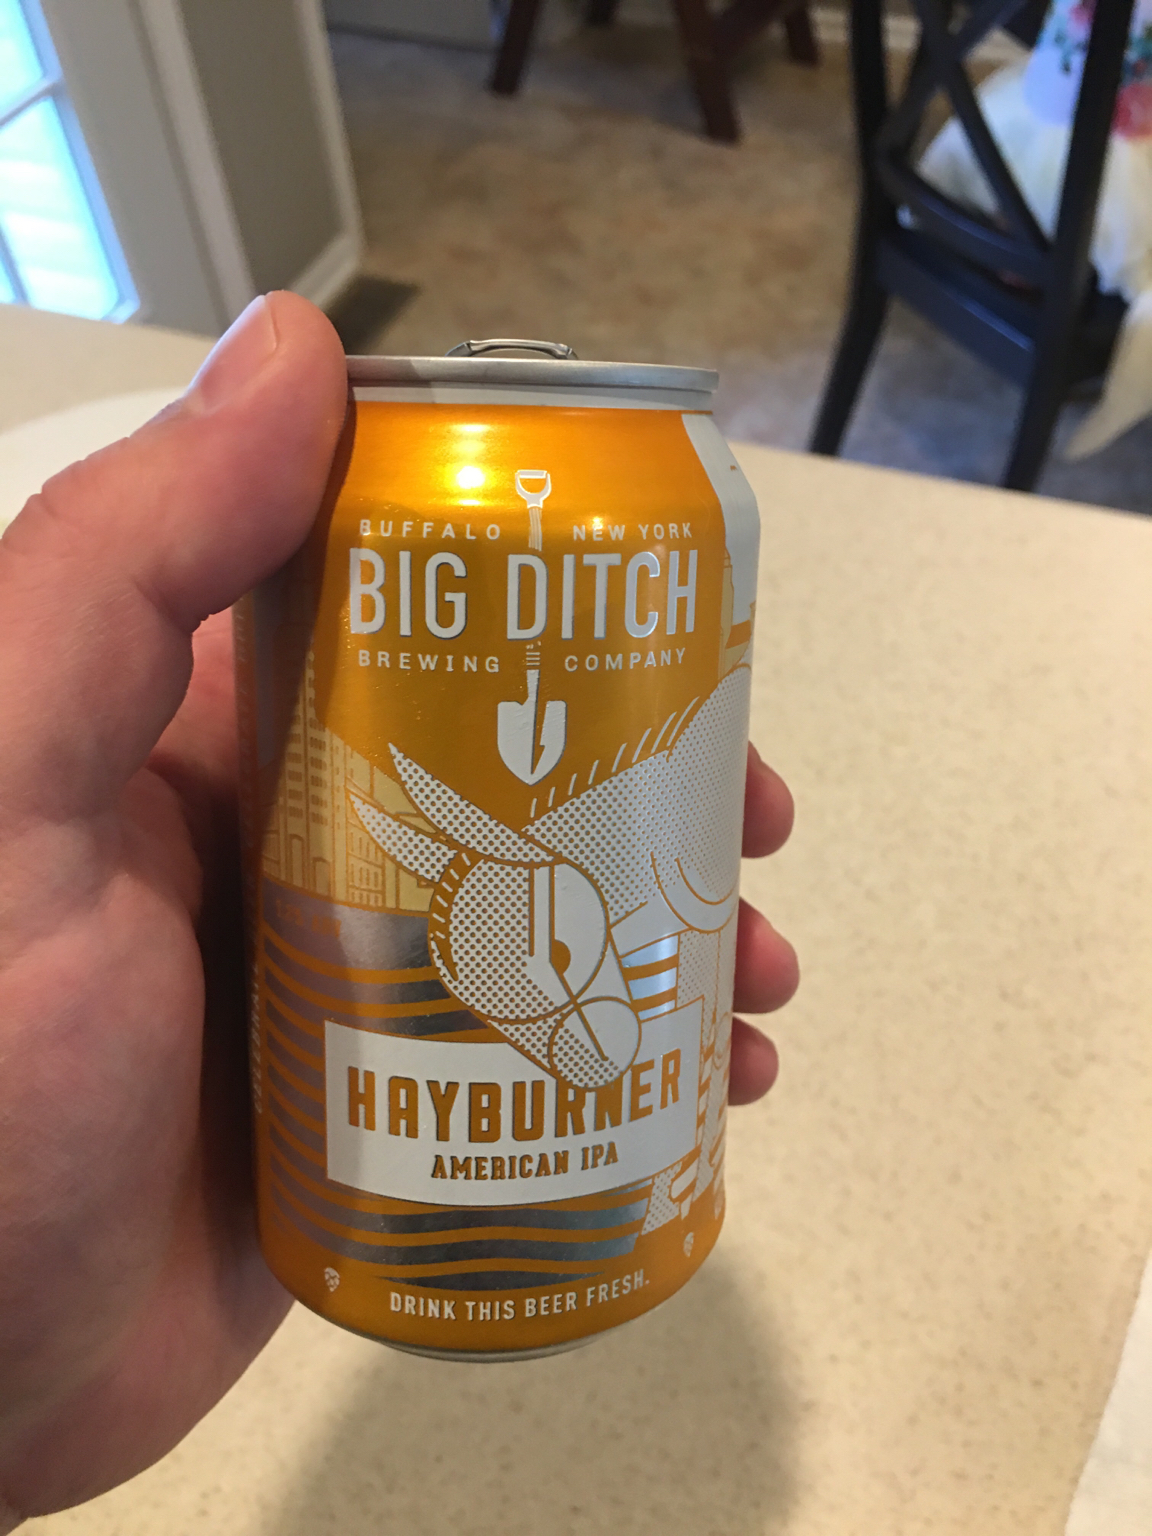 BUFFALO NEW YORK
BIG DITCH
BREWING COMPANY
HAYBURNER
AMERICAN IPA
DRINK THIS BEER FRESH.